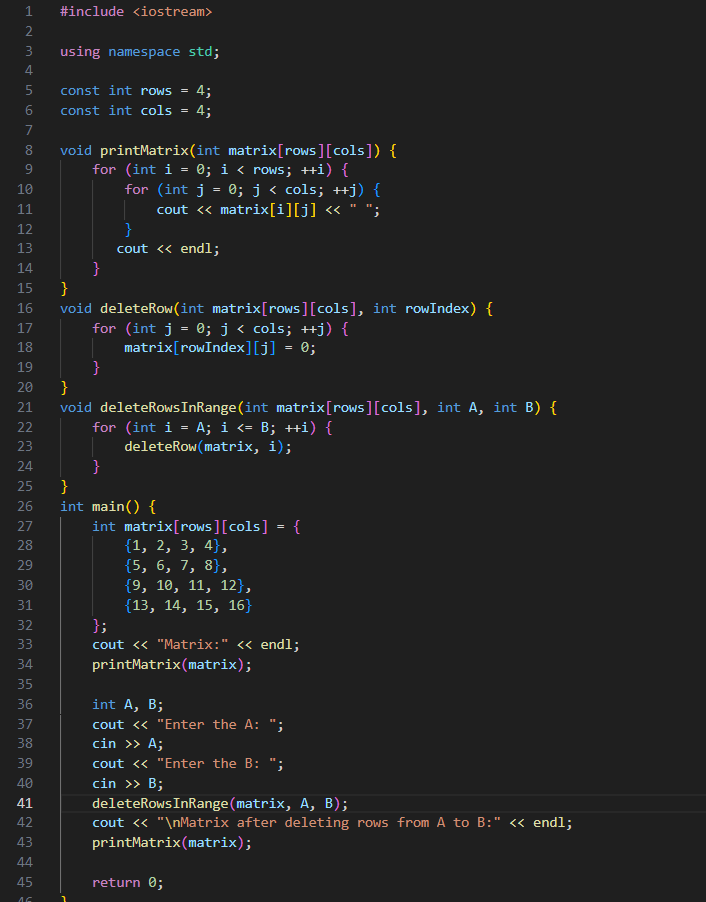 1 #include <iostream>
2
3 using namespace std;
4
5 const int rows = 4;
6 const int cols = 4;
7
8 void printMatrix(int matrix[rows][cols]) {
9     for (int i = 0; i < rows; ++i) {
10         for (int j = 0; j < cols; ++j) {
11             cout << matrix[i][j] << " ";
12         }
13        cout << endl;
14     }
15 }
16 void deleteRow(int matrix[rows][cols], int rowIndex) {
17     for (int j = 0; j < cols; ++j) {
18         matrix[rowIndex][j] = 0;
19     }
20 }
21 void deleteRowsInRange(int matrix[rows][cols], int A, int B) {
22     for (int i = A; i <= B; ++i) {
23         deleteRow(matrix, i);
24     }
25 }
26 int main() {
27     int matrix[rows][cols] = {
28         {1, 2, 3, 4},
29         {5, 6, 7, 8},
30         {9, 10, 11, 12},
31         {13, 14, 15, 16}
32     };
33     cout << "Matrix:" << endl;
34     printMatrix(matrix);
35
36     int A, B;
37     cout << "Enter the A: ";
38     cin >> A;
39     cout << "Enter the B: ";
40     cin >> B;
41     deleteRowsInRange(matrix, A, B);
42     cout << "\nMatrix after deleting rows from A to B:" << endl;
43     printMatrix(matrix);
44
45     return 0;
46 }